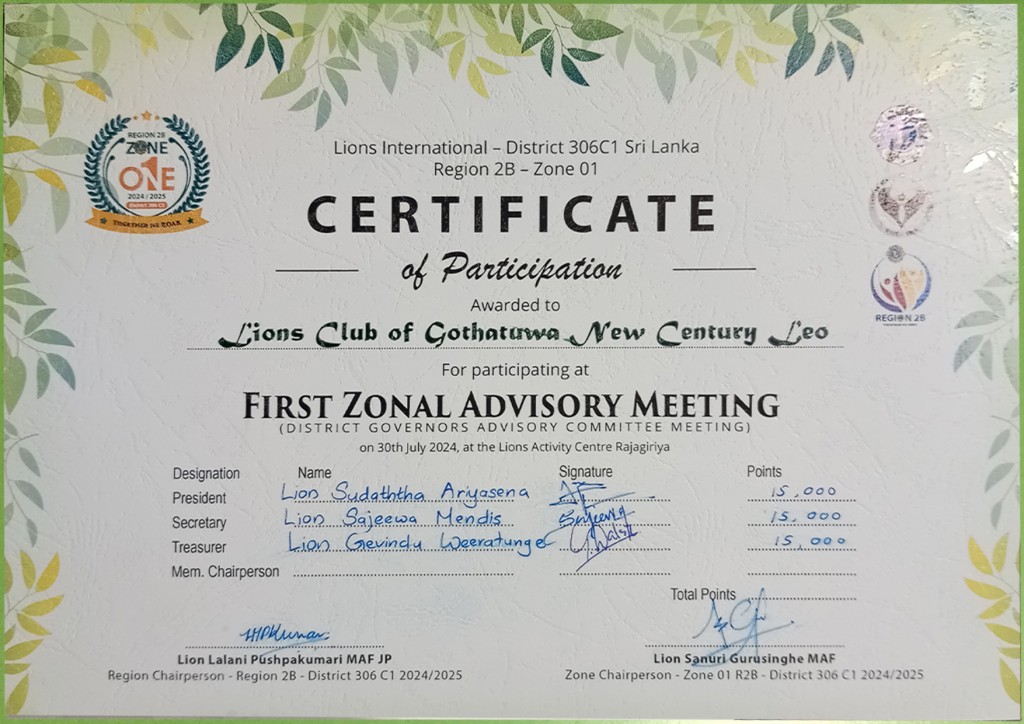 REGION 2B
ZONE
ONE
2024 / 2025
District 306 C1
TOGETHER WE ROAR
Lions International – District 306C1 Sri Lanka
Region 2B – Zone 01
CERTIFICATE
of Participation
REGION 2B
Awarded to
Lions Club of Gothatuwa New Century Leo
For participating at
FIRST ZONAL ADVISORY MEETING
(DISTRICT GOVERNORS ADVISORY COMMITTEE MEETING)
on 30th July 2024, at the Lions Activity Centre Rajagiriya
Designation Name Signature Points
President Lion Sudaththa Ariyasena 15,000
Secretary Lion Sajeewa Mendis 15,000
Treasurer Lion Gevindu Weeratunge 15,000
Mem. Chairperson
Total Points
Lion Lalani Pushpakumari MAF JP Lion Sanuri Gurusinghe MAF
Region Chairperson - Region 2B - District 306 C1 2024/2025 Zone Chairperson - Zone 01 R2B - District 306 C1 2024/2025